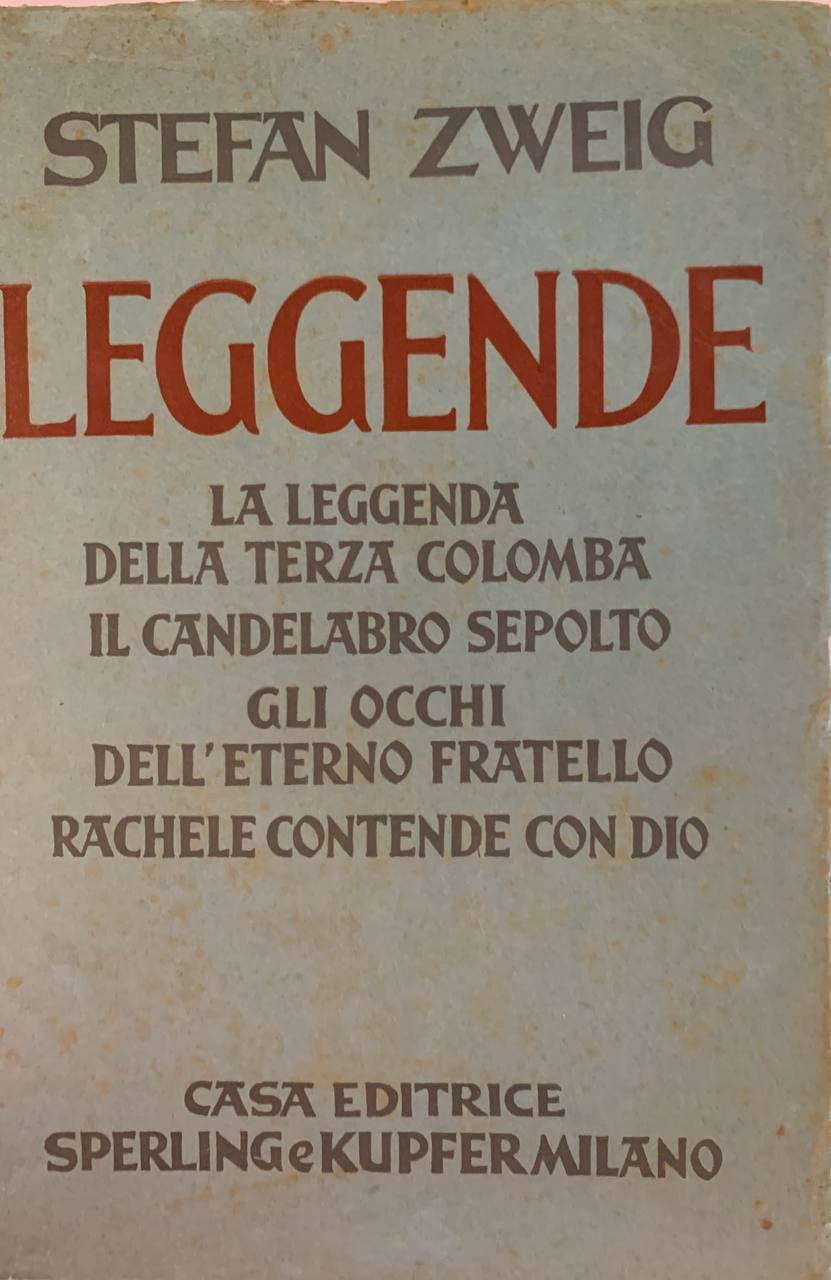 STEFAN ZWEIG
LEGGENDE
LA LEGGENDA
DELLA TERZA COLOMBA
IL CANDELABRO SEPOLTO
GLI OCCHI
DELL'ETERNO FRATELLO
RACHELE CONTENDE CON DIO
CASA EDITRICE
SPERLING e KUPFER MILANO